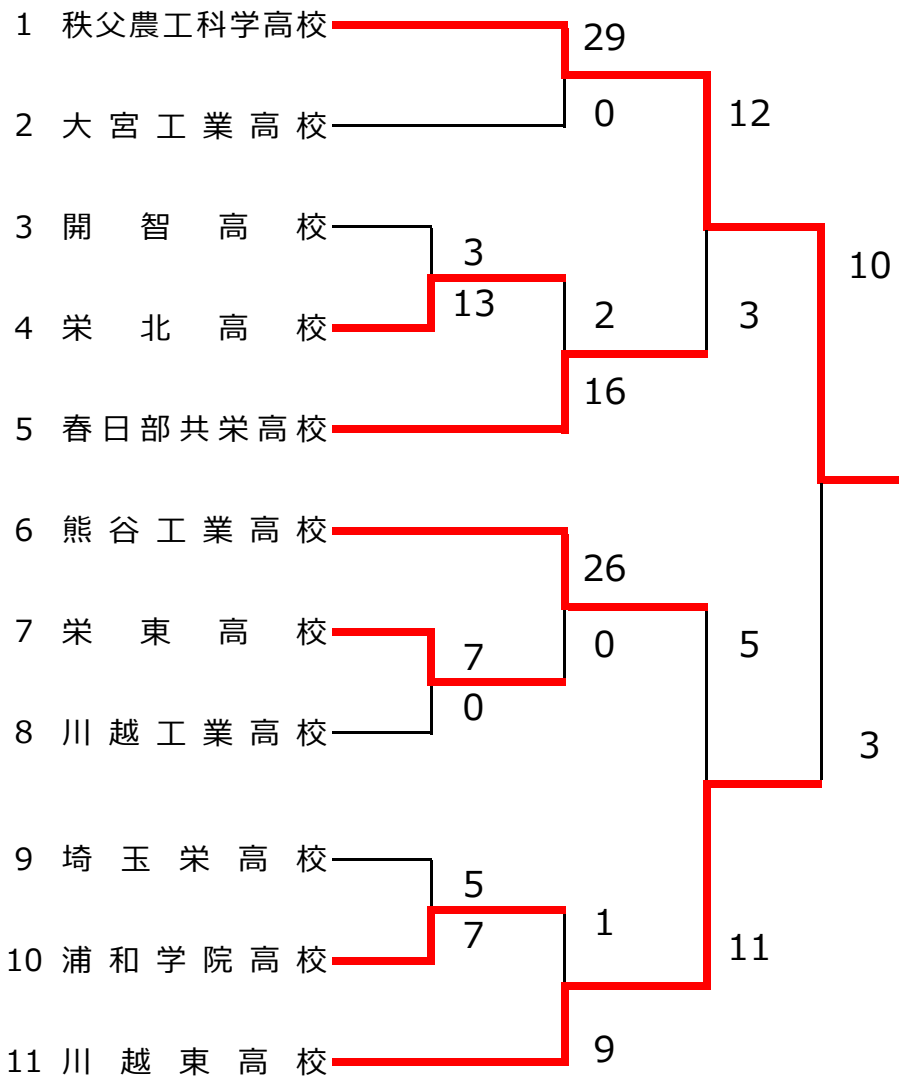 1 秩父農工科学高校
29
0
2 大宮工業高校
12
3 開智高校
3
13
4 栄北高校
2
16
3
10
5 春日部共栄高校
6 熊谷工業高校
26
0
7 栄東高校
7
0
5
8 川越工業高校
3
9 埼玉栄高校
5
7
10 浦和学院高校
1
9
11
11 川越東高校